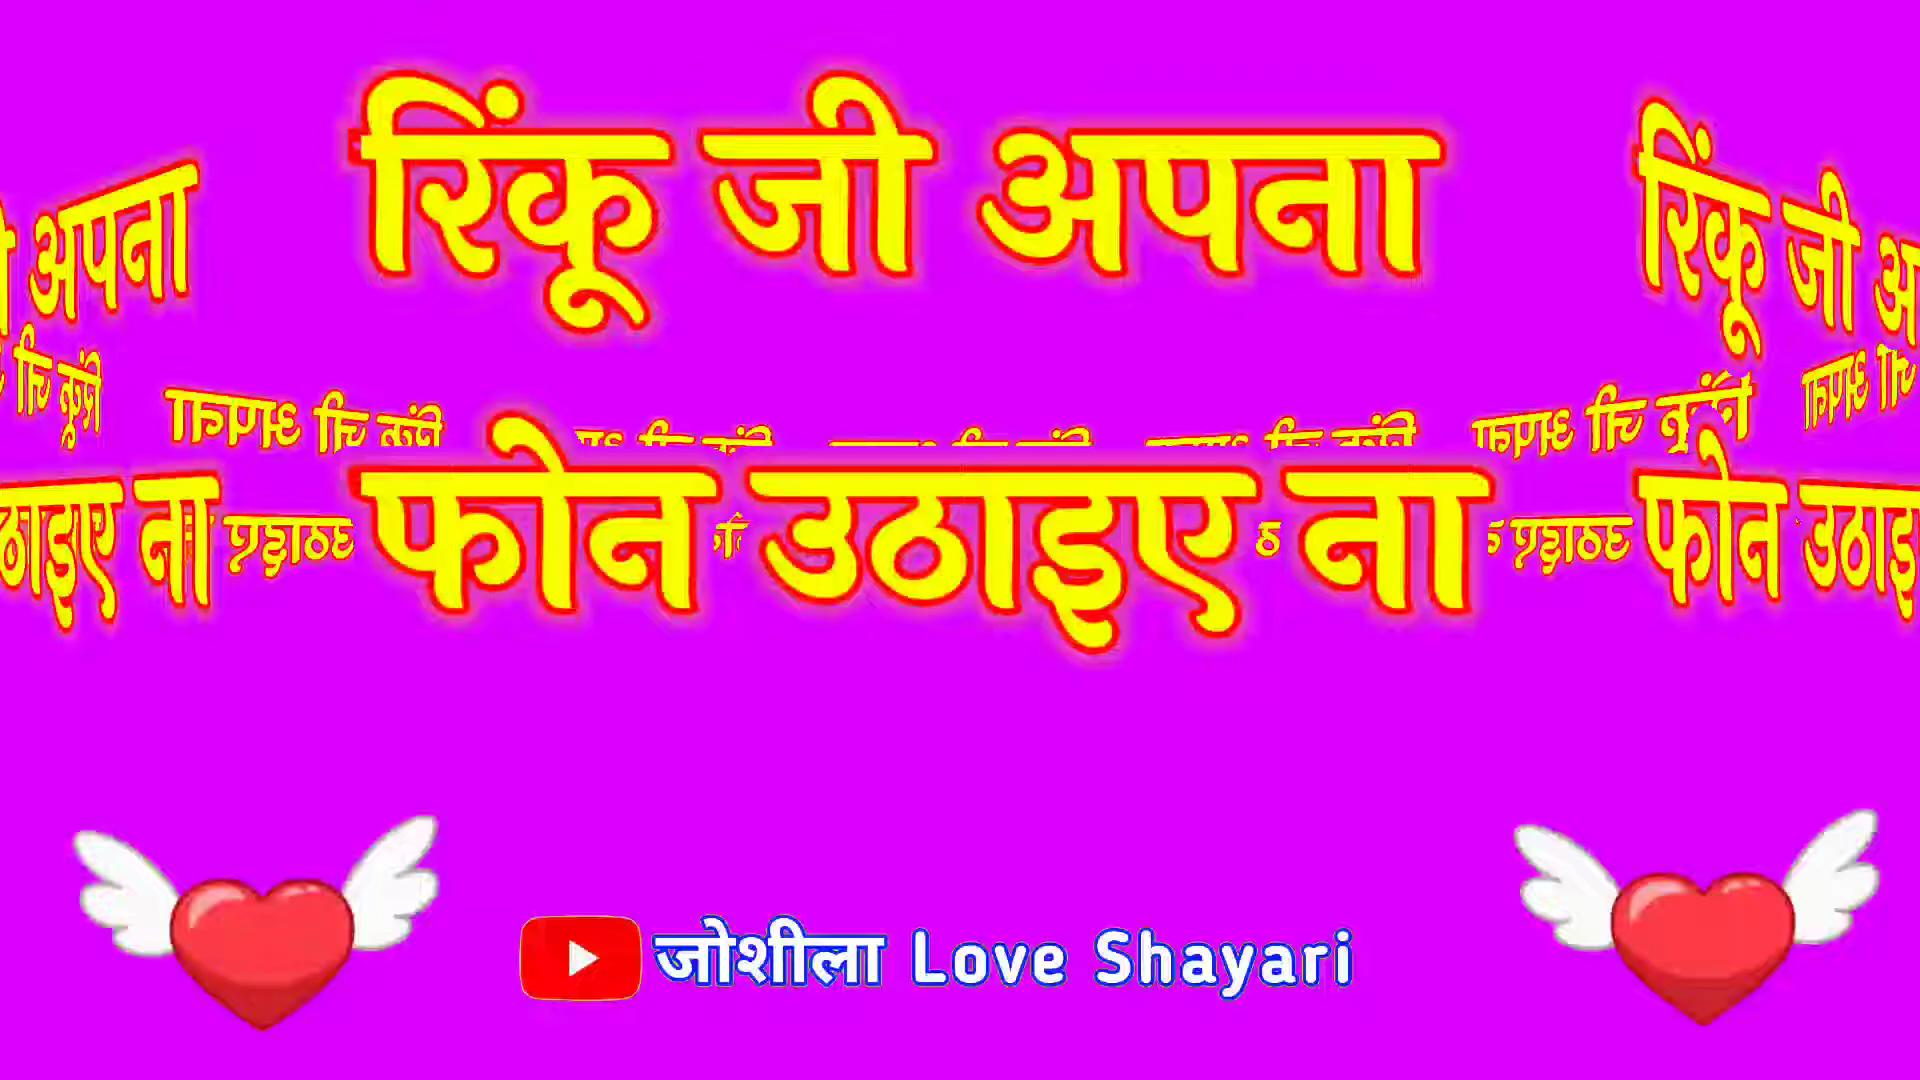 रिंकू जी अपना
फोन उठाइए ना
जोशीला Love Shayari